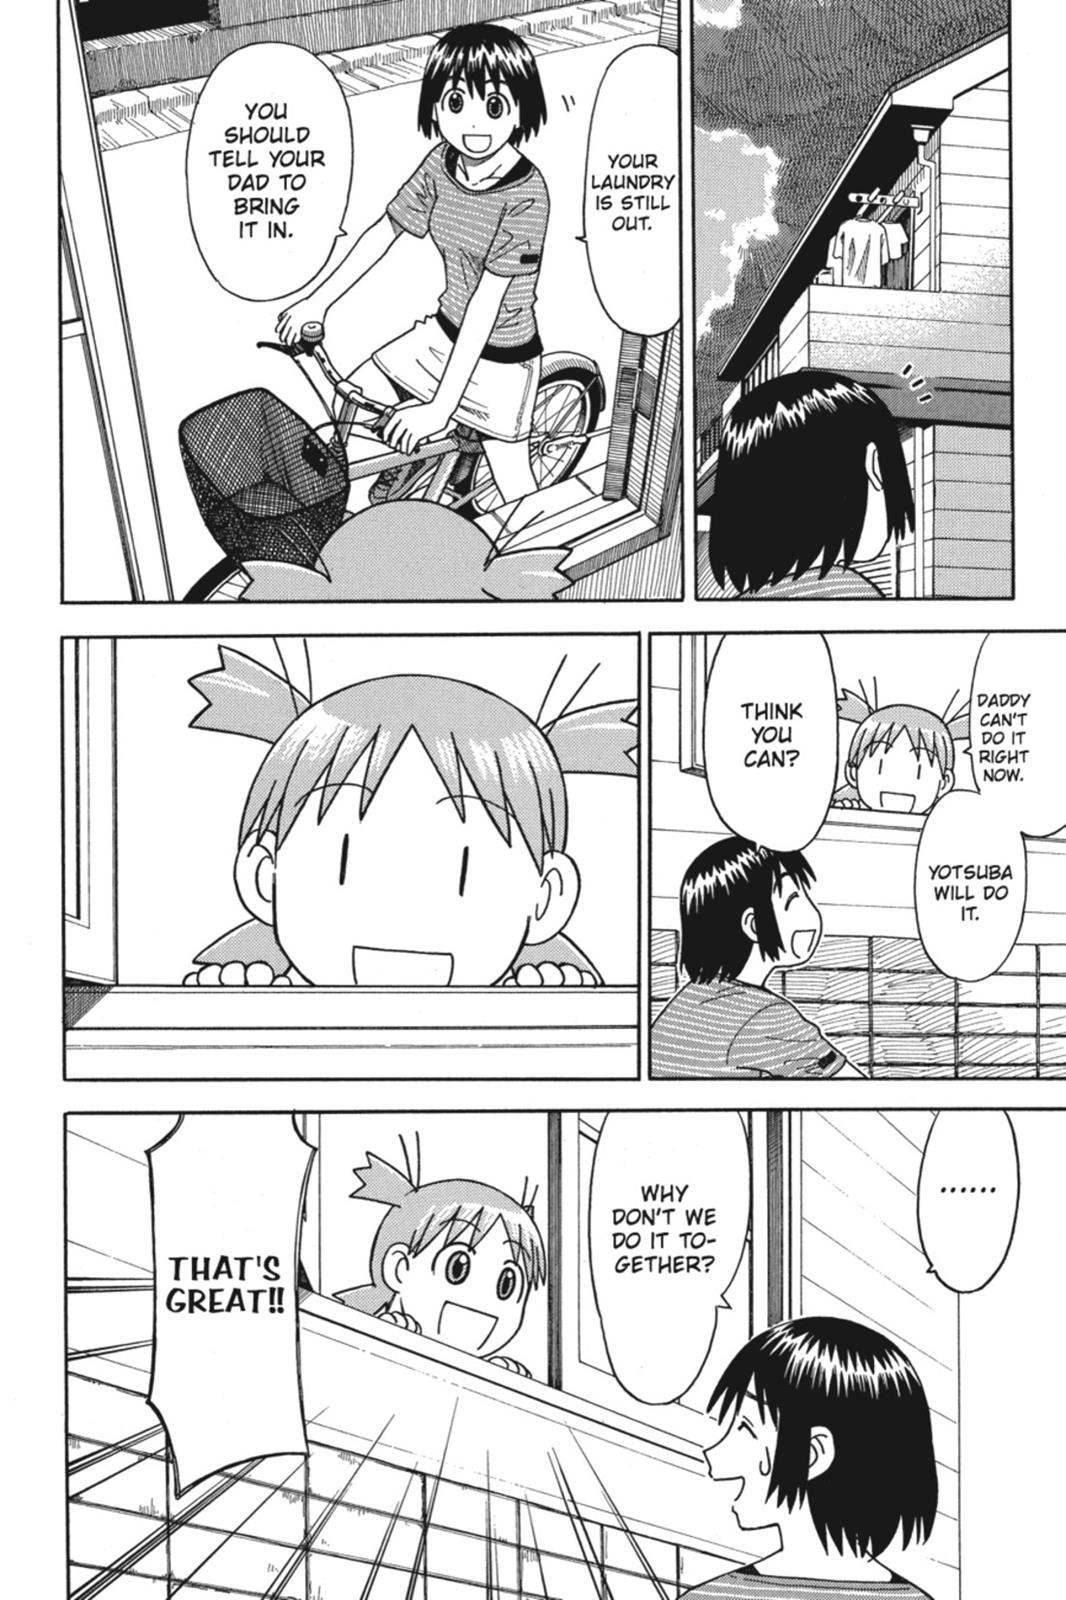 YOUR
LAUNDRY
IS STILL
OUT.
YOU
SHOULD
TELL YOUR
DAD TO
BRING
IT IN.
DADDY
CAN'T
DO IT
RIGHT
NOW.
YOTSUBA
WILL DO
IT.
THINK
YOU
CAN?
......
WHY
DON'T WE
DO IT TO-
GETHER?
THAT'S
GREAT!!